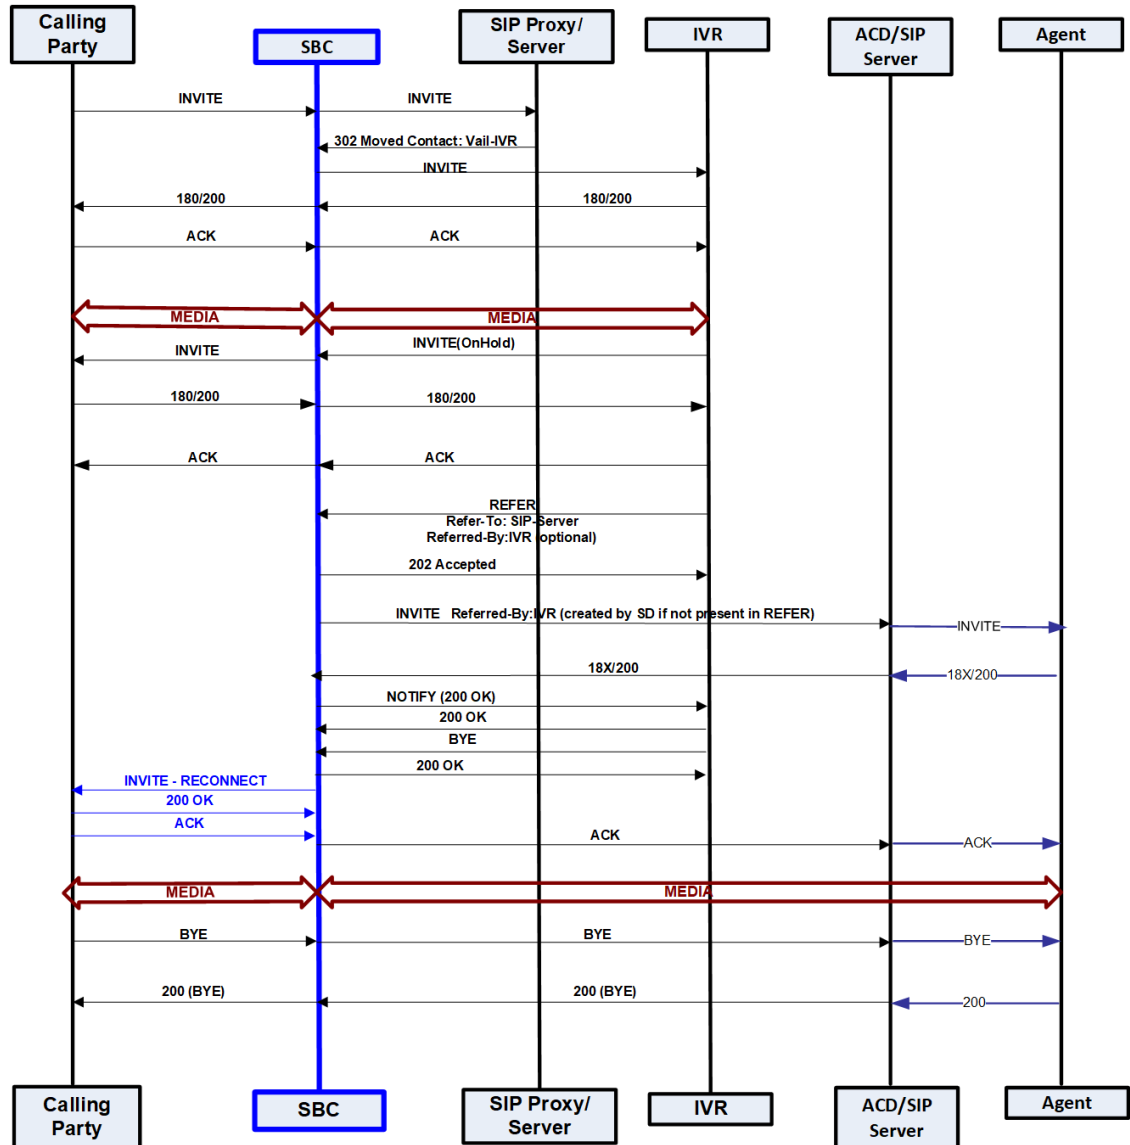 Calling
Party
SBC
SIP Proxy/
Server
IVR
ACD/SIP
Server
Agent
INVITE
INVITE
302 Moved Contact: Vail-IVR
INVITE
180/200
180/200
ACK
ACK
MEDIA
MEDIA
INVITE(OnHold)
INVITE
180/200
180/200
ACK
ACK
REFER
Refer-To: SIP-Server
Referred-By:IVR (optional)
202 Accepted
INVITE Referred-By:IVR (created by SD if not present in REFER)
INVITE
18X/200
18X/200
NOTIFY (200 OK)
200 OK
BYE
200 OK
INVITE - RECONNECT
200 OK
ACK
ACK
ACK
MEDIA
MEDIA
BYE
BYE
BYE
200 (BYE)
200 (BYE)
200
Calling
Party
SBC
SIP Proxy/
Server
IVR
ACD/SIP
Server
Agent